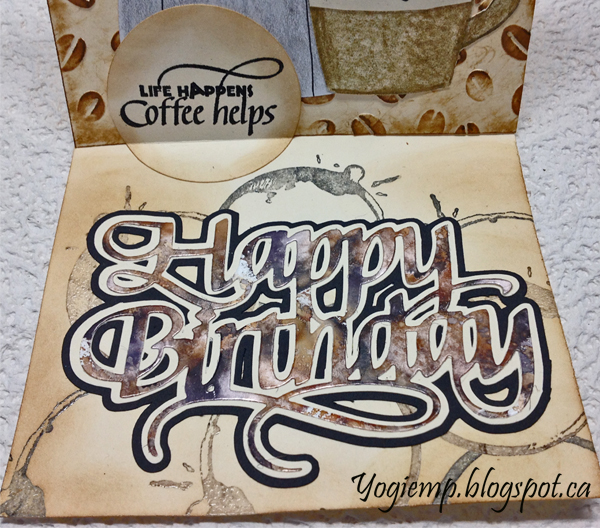 LIFE HAPPENS
Coffee helps
Happy
Birthday
Yogiemp.blogspot.ca